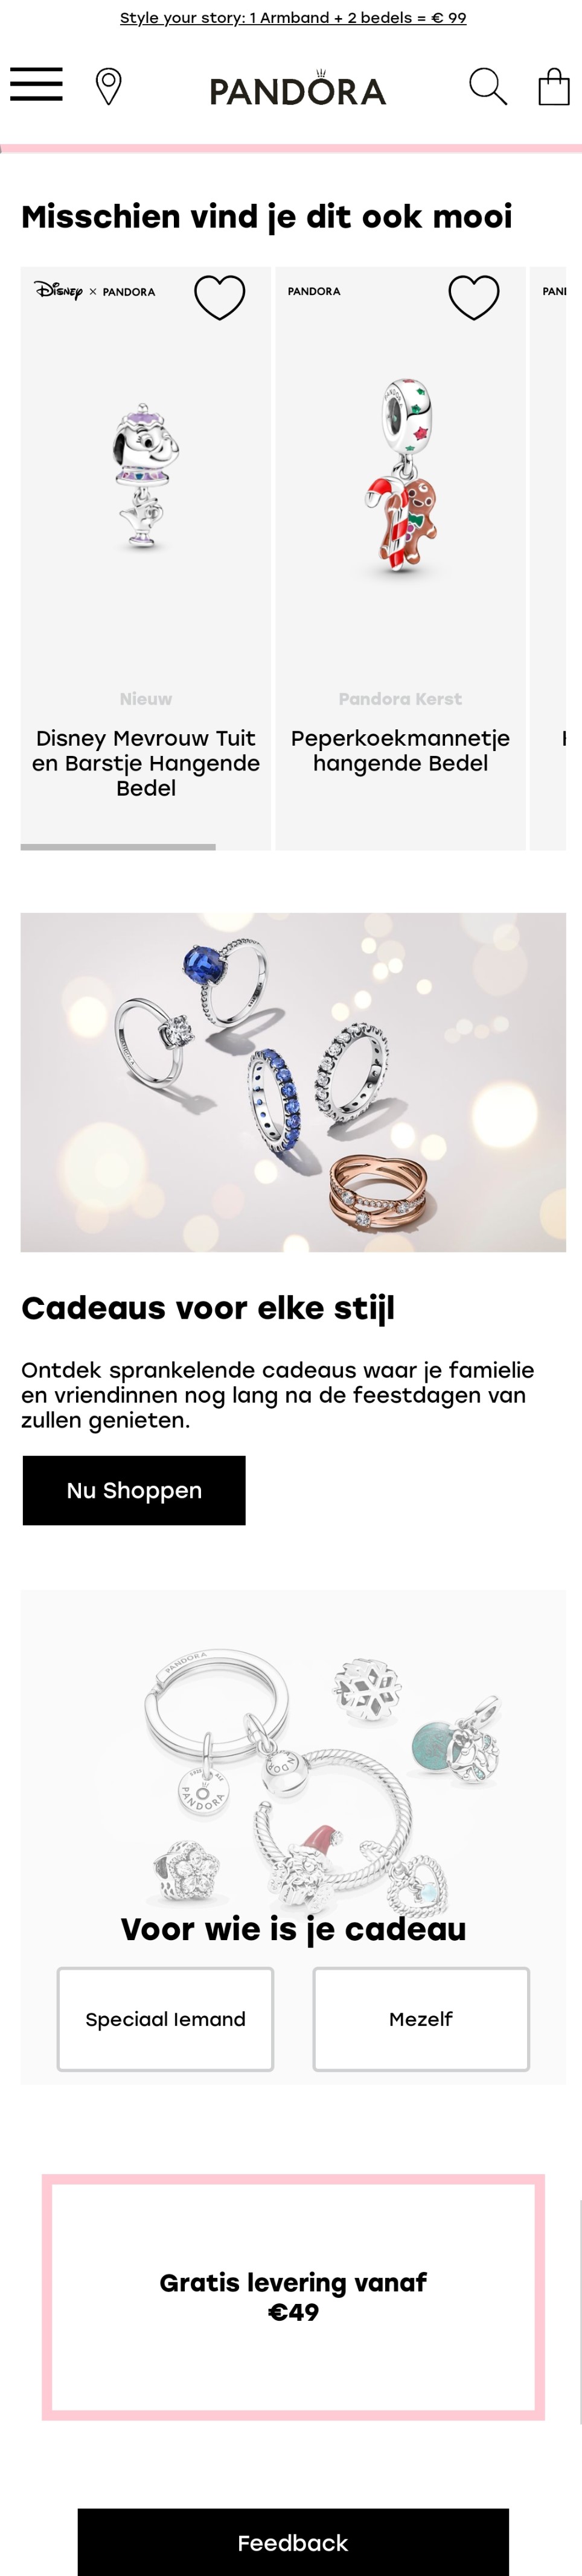 Style your story: 1 Armband + 2 bedels = € 99
PANDORA
Misschien vind je dit ook mooi
Disney × PANDORA
PANDORA
Nieuw
Disney Mevrouw Tuit
en Barstje Hangende
Bedel
Pandora Kerst
Peperkoekmannetje
hangende Bedel
Cadeaus voor elke stijl
Ontdek sprankelende cadeaus waar je famielie
en vriendinnen nog lang na de feestdagen van
zullen genieten.
Nu Shoppen
PANDORA
PANDORA
Voor wie is je cadeau
Speciaal Iemand
Mezelf
Gratis levering vanaf
€49
Feedback